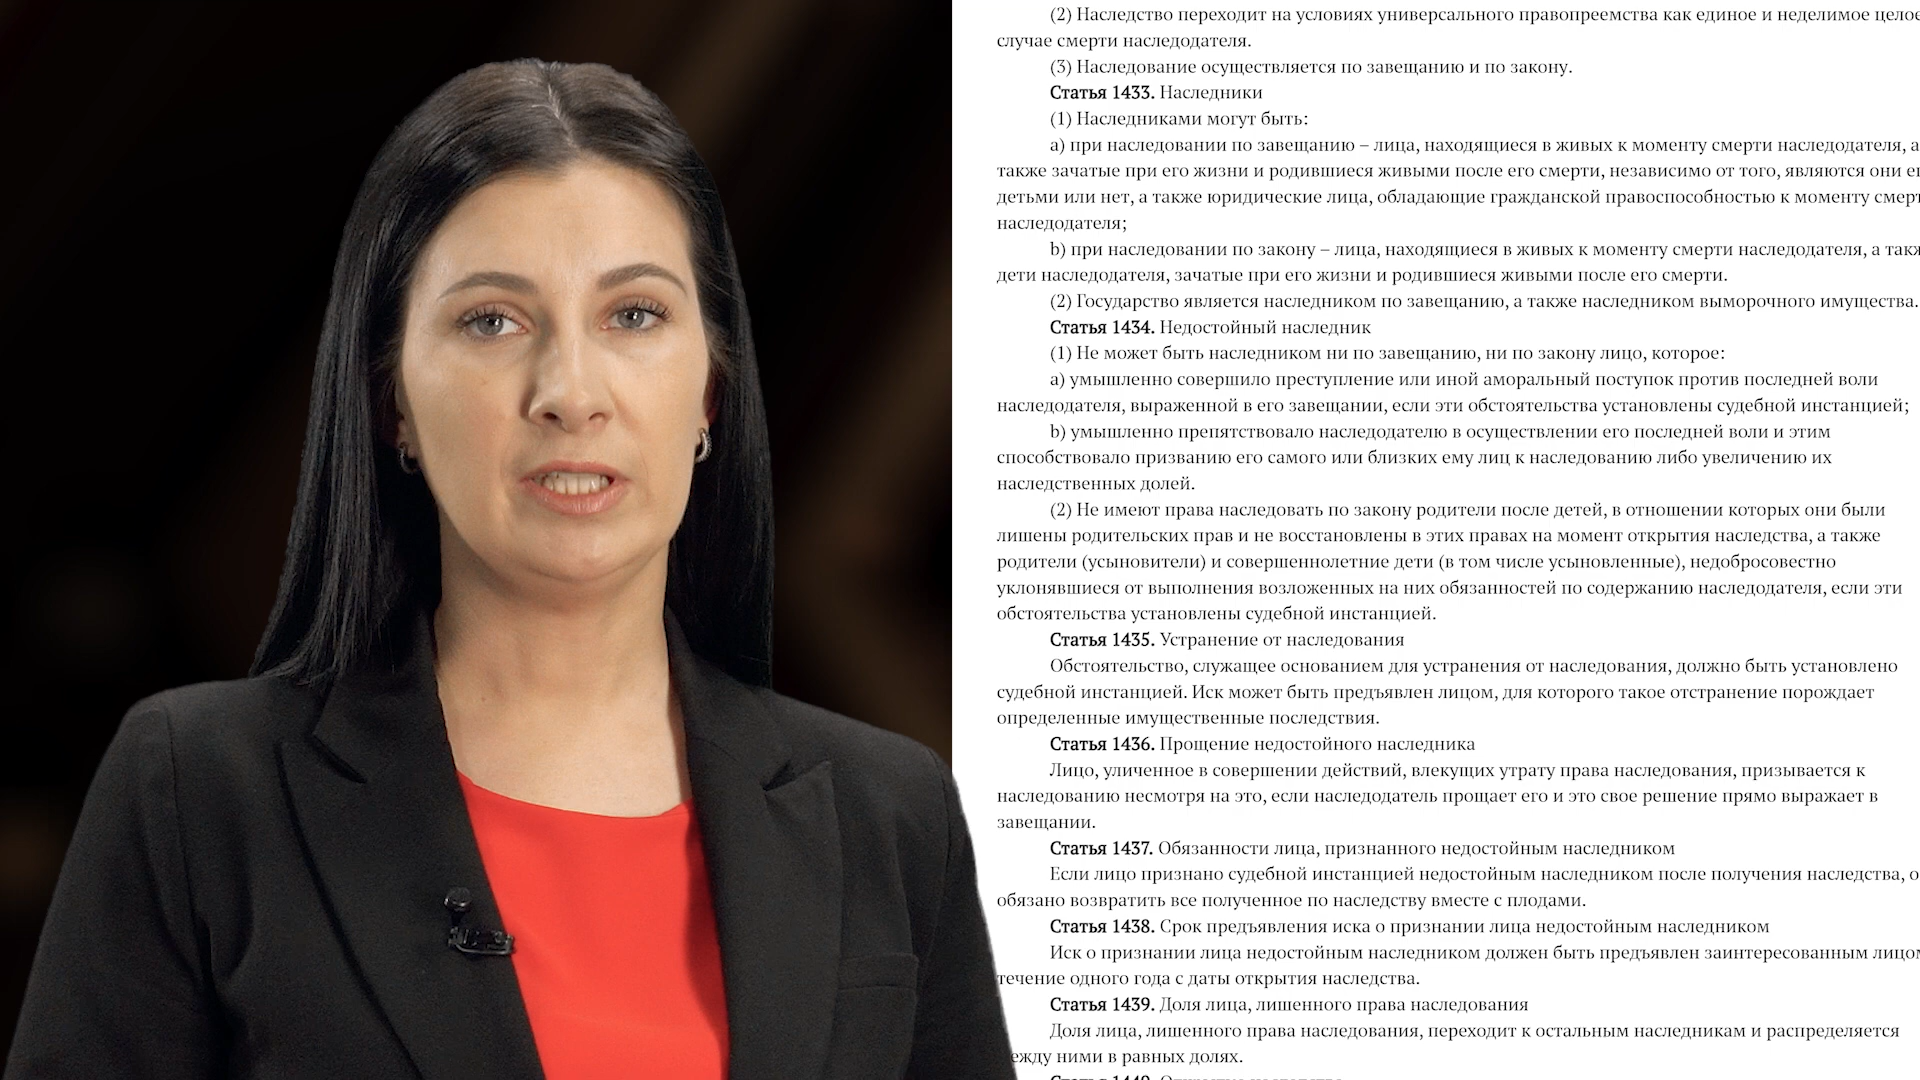 (2) Наследство переходит на условиях универсального правопреемства как единое и неделимое целое
случае смерти наследодателя.
(3) Наследование осуществляется по завещанию и по закону.
Статья 1433. Наследники
(1) Наследниками могут быть:
а) при наследовании по завещанию – лица, находящиеся в живых к моменту смерти наследодателя, а
также зачатые при его жизни и родившиеся живыми после его смерти, независимо от того, являются они
детьми или нет, а также юридические лица, обладающие гражданской правоспособностью к моменту
наследодателя;
b) при наследовании по закону – лица, находящиеся в живых к моменту смерти наследодателя, а
дети наследодателя, зачатые при его жизни и родившиеся живыми после его смерти.
(2) Государство является наследником по завещанию, а также наследником выморочного имущества.
Статья 1434. Недостойный наследник
(1) Не может быть наследником ни по завещанию, ни по закону лицо, которое:
а) умышленно совершило преступление или иной аморальный поступок против последней воли
наследодателя, выраженной в его завещании, если эти обстоятельства установлены судебной инстанцией;
b) умышленно препятствовало наследодателю в осуществлении его последней воли и этим
способствовало призванию его самого или близких ему лиц к наследованию либо увеличению их
наследственных долей.
(2) Не имеют права наследовать по закону родители после детей, в отношении которых они были
лишены родительских прав и не восстановлены в этих правах на момент открытия наследства, а также
родители (усыновители) и совершеннолетние дети (в том числе усыновленные), недобросовестно
уклонявшиеся от выполнения возложенных на них обязанностей по содержанию наследодателя, если эти
обстоятельства установлены судебной инстанцией.
Статья 1435. Устранение от наследования
Обстоятельство, служащее основанием для устранения от наследования, должно быть установлено
судебной инстанцией. Иск может быть предъявлен лицом, для которого такое отстранение порождает
определенные имущественные последствия.
Статья 1436. Прощение недостойного наследника
Лицо, уличенное в совершении действий, влекущих утрату права наследования, призывается к
наследованию несмотря на это, если наследодатель прощает его и это свое решение прямо выражает в
завещании.
Статья 1437. Обязанности лица, признанного недостойным наследником
Если лицо признано судебной инстанцией недостойным наследником после получения наследства,
обязано возвратить все полученное по наследству вместе с плодами.
Статья 1438. Срок предъявления иска о признании лица недостойным наследником
Иск о признании лица недостойным наследником должен быть предъявлен заинтересованным
течение одного года с даты открытия наследства.
Статья 1439. Доля лица, лишенного права наследования
Доля лица, лишенного права наследования, переходит к остальным наследникам и распределяется
ними в равных долях.